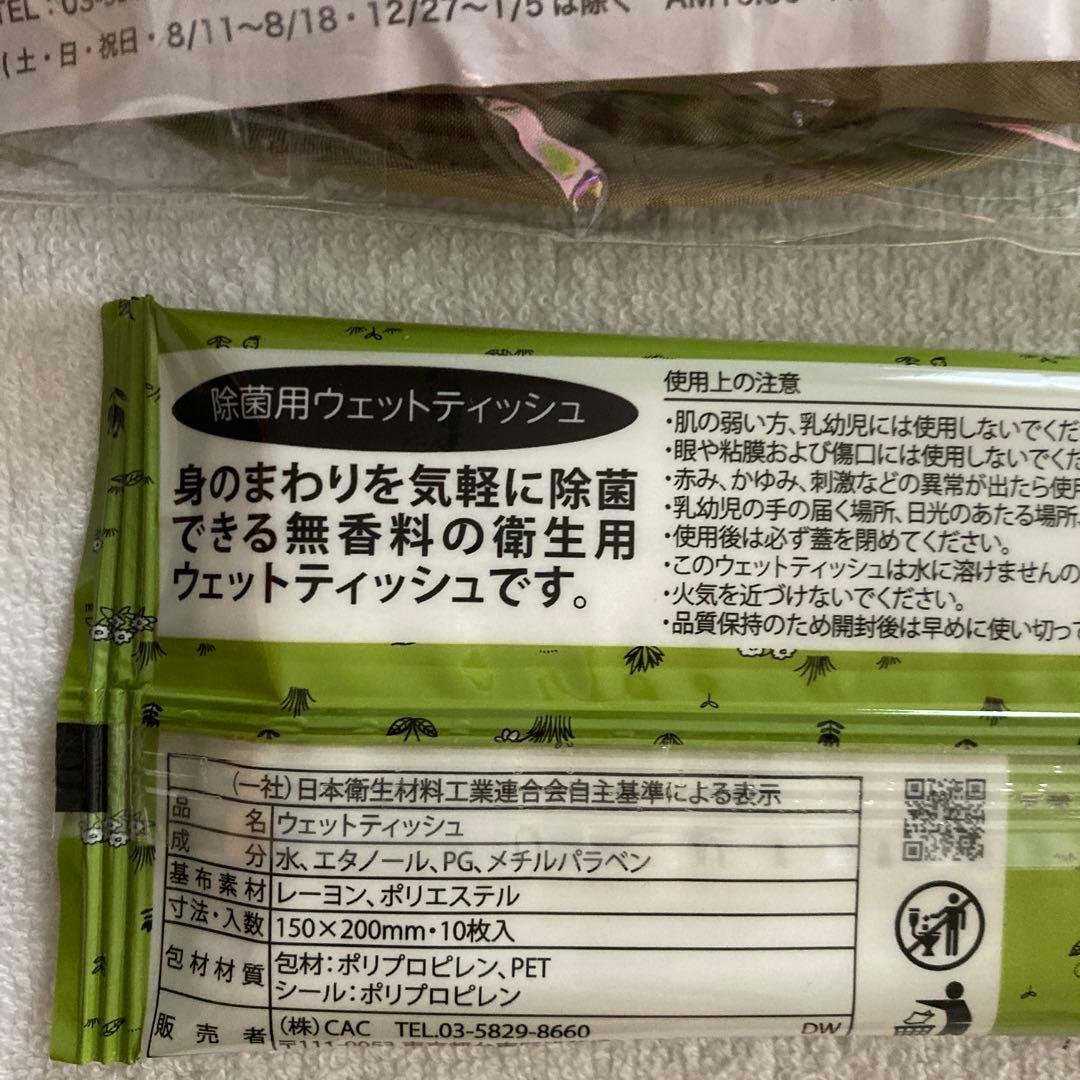 TEL:03-5
(土・日・祝日・8/11〜8/18・12/27〜1/5は除く
除菌用ウェットティッシュ
身のまわりを気軽に除菌
できる無香料の衛生用
ウェットティッシュです。
使用上の注意
・肌の弱い方、乳幼児には使用しないでくだ
・眼や粘膜および傷口には使用しないでくだ
・赤み、かゆみ、刺激などの異常が出たら使用
・乳幼児の手の届く場所、日光のあたる場所、
・使用後は必ず蓋を閉めてください。
・このウェットティッシュは水に溶けませんの
・火気を近づけないでください。
・品質保持のため開封後は早めに使い切って
(一社)日本衛生材料工業連合会自主基準による表示
品名 ウェットティッシュ
成分 水、エタノール、PG、メチルパラベン
基布素材 レーヨン、ポリエステル
寸法・入数 150×200mm・10枚入
包材材質 包材:ポリプロピレン、PET
シール:ポリプロピレン
販売者 (株)CAC TEL.03-5829-8660 DW